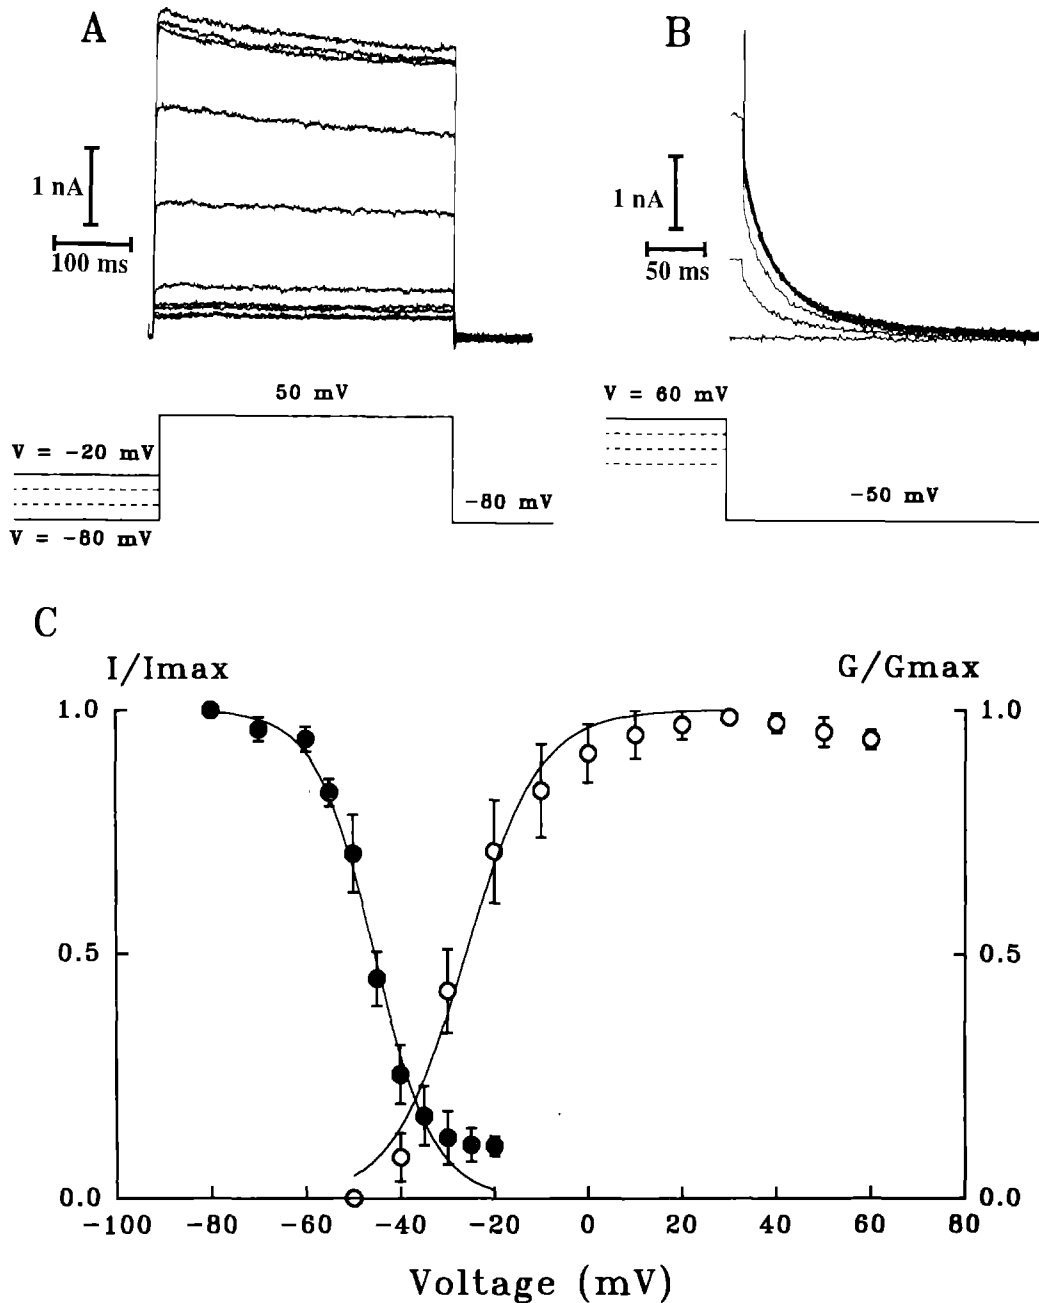 A
B
1 nA
100 ms
1 nA
50 ms
50 mV
V = -20 mV
-80 mV
V = -80 mV
V = 60 mV
-50 mV
C
I/Imax
G/Gmax
1.0
0.5
0.0
1.0
0.5
0.0
-100 -80 -60 -40 -20 0 20 40 60 80
Voltage (mV)